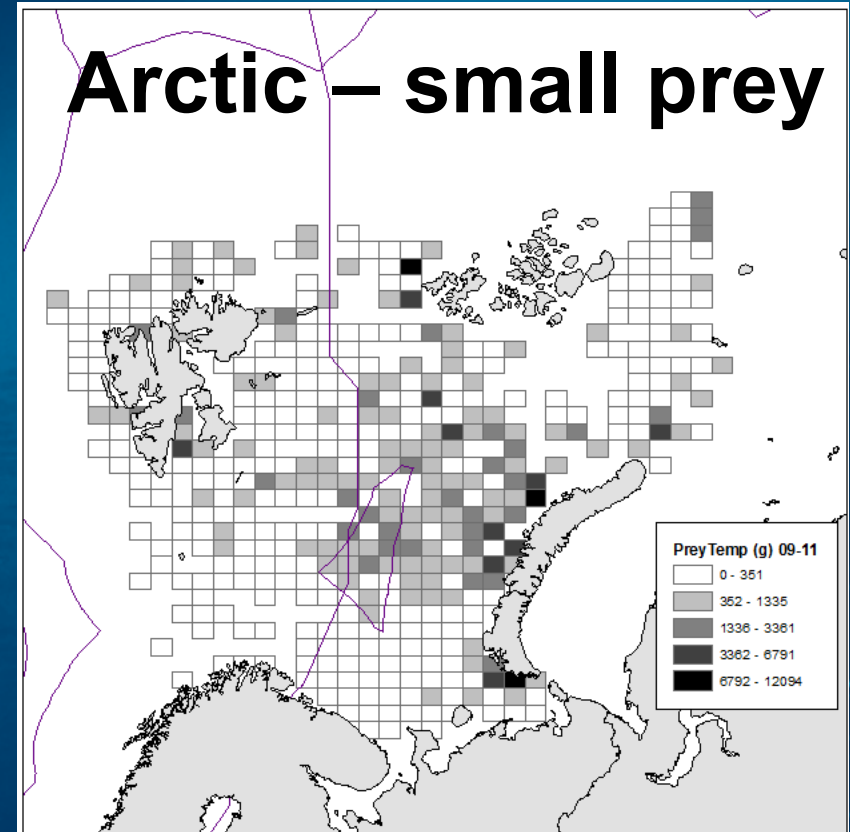 Arctic – small prey
PreyTemp (g) 09-11
0 - 351
352 - 1335
1336 - 3361
3362 - 6791
6792 - 12094